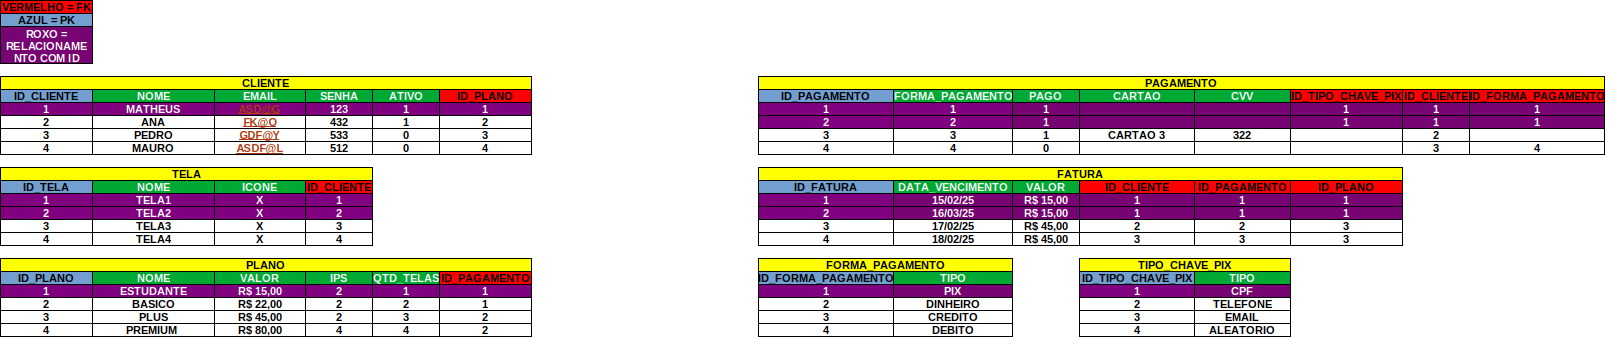 VERMELHO = FK
AZUL = PK
ROXO =
RELACIONAME
NTO COM ID
CLIENTE
ID_CLIENTE NOME EMAIL SENHA ATIVO ID_PLANO
1 MATHEUS ASD@G 123 1 1
2 ANA FK@O 432 1 2
3 PEDRO GDF@Y 533 0 3
4 MAURO ASDF@L 512 0 4
PAGAMENTO
ID_PAGAMENTO FORMA_PAGAMENTO PAGO CARTAO CVV ID_TIPO_CHAVE_PIX ID_CLIENTE ID_FORMA_PAGAMENTO
1 1 1 1 1 1
2 2 1 1 1 1
3 3 1 CARTAO 3 322 2
4 4 0 3 4
TELA
ID_TELA NOME ICONE ID_CLIENTE
1 TELA1 X 1
2 TELA2 X 2
3 TELA3 X 3
4 TELA4 X 4
FATURA
ID_FATURA DATA_VENCIMENTO VALOR ID_CLIENTE ID_PAGAMENTO ID_PLANO
1 15/02/25 R$ 15,00 1 1 1
2 16/03/25 R$ 15,00 1 1 1
3 17/02/25 R$ 45,00 2 2 3
4 18/02/25 R$ 45,00 3 3 3
PLANO
ID_PLANO NOME VALOR IPS QTD_TELAS ID_PAGAMENTO
1 ESTUDANTE R$ 15,00 2 1 1
2 BASICO R$ 22,00 2 2 1
3 PLUS R$ 45,00 2 3 2
4 PREMIUM R$ 80,00 4 4 2
FORMA_PAGAMENTO
ID_FORMA_PAGAMENTO TIPO
1 PIX
2 DINHEIRO
3 CREDITO
4 DEBITO
TIPO_CHAVE_PIX
ID_TIPO_CHAVE_PIX TIPO
1 CPF
2 TELEFONE
3 EMAIL
4 ALEATORIO